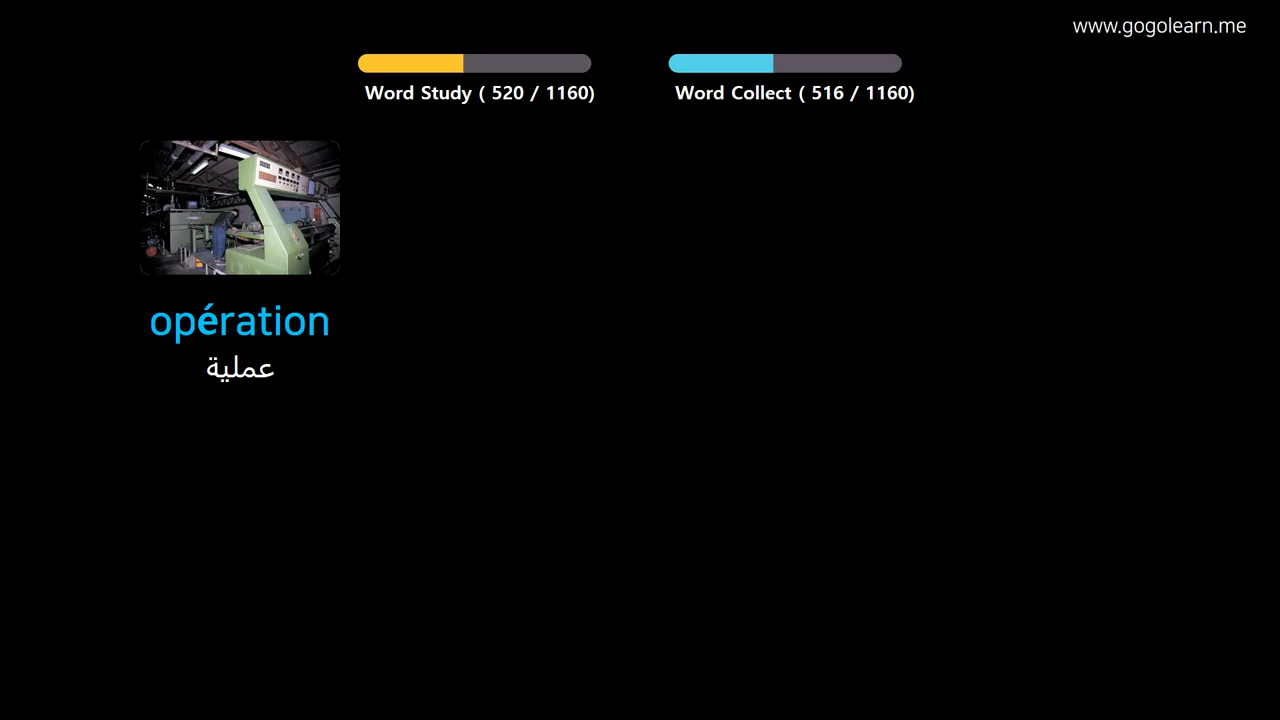 www.gogolearn.me
Word Study ( 520 / 1160)
Word Collect ( 516 / 1160)
opération
عملية